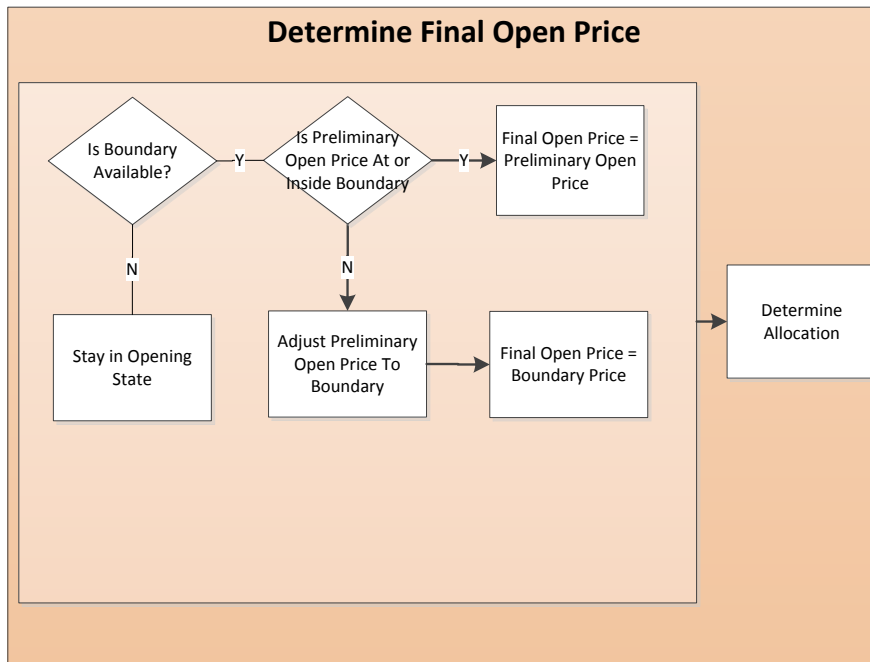 Determine Final Open Price
Is Boundary
Available?
Y
Is Preliminary
Open Price At or
Inside Boundary
Y
Final Open Price =
Preliminary Open
Price
N
N
Stay in Opening
State
Adjust Preliminary
Open Price To
Boundary
Final Open Price =
Boundary Price
Determine
Allocation